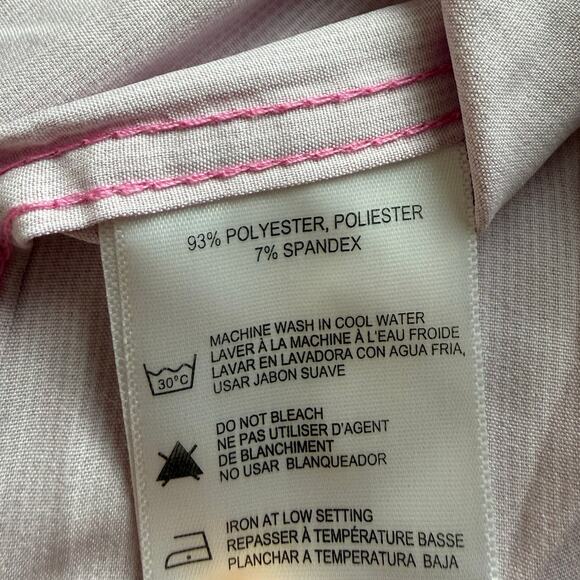 93% POLYESTER, POLIESTER
7% SPANDEX
MACHINE WASH IN COOL WATER
LAVER À LA MACHINE À L'EAU FROIDE
LAVAR EN LAVADORA CON AGUA FRIA,
USAR JABON SUAVE
30°C
DO NOT BLEACH
NE PAS UTILISER D'AGENT
DE BLANCHIMENT
NO USAR BLANQUEADOR
IRON AT LOW SETTING
REPASSER À TEMPÉRATURE BASSE
PLANCHAR A TEMPERATURA BAJA